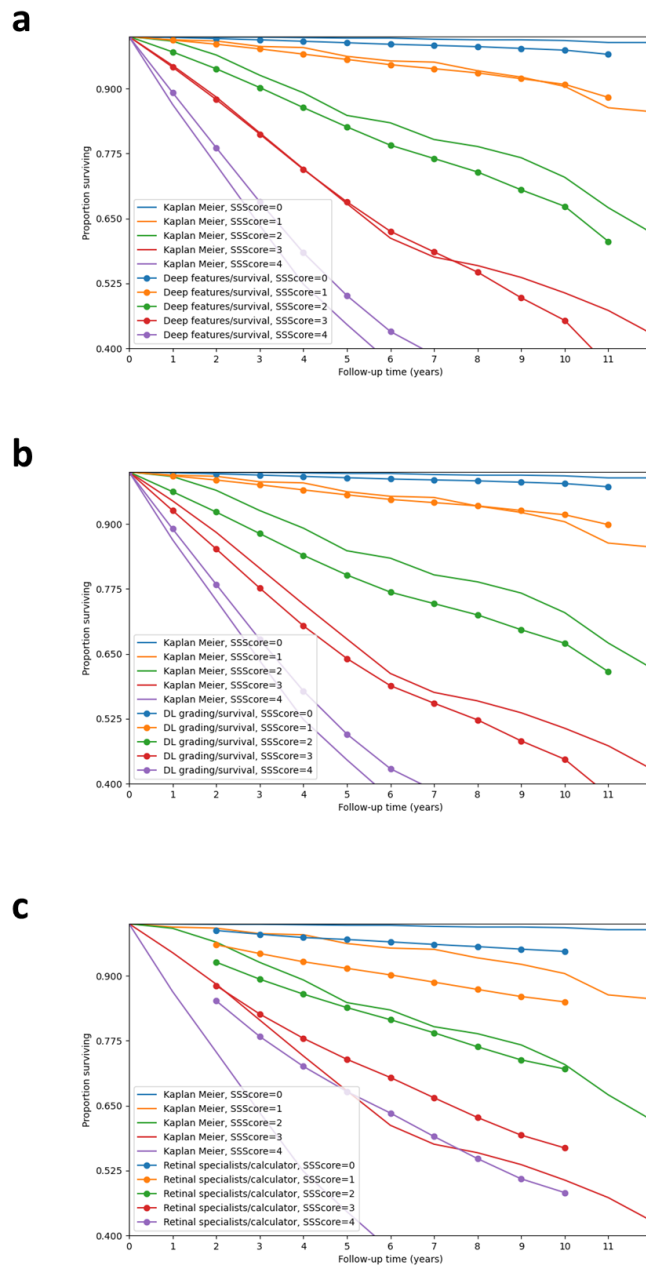 a
0.900
0.775
0.650
0.525
0.400
Proportion surviving
Kaplan Meier, SSScore=0
Kaplan Meier, SSScore=1
Kaplan Meier, SSScore=2
Kaplan Meier, SSScore=3
Kaplan Meier, SSScore=4
Deep features/survival, SSScore=0
Deep features/survival, SSScore=1
Deep features/survival, SSScore=2
Deep features/survival, SSScore=3
Deep features/survival, SSScore=4
0 1 2 3 4 5 6 7 8 9 10 11
Follow-up time (years)
b
0.900
0.775
0.650
0.525
0.400
Proportion surviving
Kaplan Meier, SSScore=0
Kaplan Meier, SSScore=1
Kaplan Meier, SSScore=2
Kaplan Meier, SSScore=3
Kaplan Meier, SSScore=4
DL grading/survival, SSScore=0
DL grading/survival, SSScore=1
DL grading/survival, SSScore=2
DL grading/survival, SSScore=3
DL grading/survival, SSScore=4
0 1 2 3 4 5 6 7 8 9 10 11
Follow-up time (years)
c
0.900
0.775
0.650
0.525
0.400
Proportion surviving
Kaplan Meier, SSScore=0
Kaplan Meier, SSScore=1
Kaplan Meier, SSScore=2
Kaplan Meier, SSScore=3
Kaplan Meier, SSScore=4
Retinal specialists/calculator, SSScore=0
Retinal specialists/calculator, SSScore=1
Retinal specialists/calculator, SSScore=2
Retinal specialists/calculator, SSScore=3
Retinal specialists/calculator, SSScore=4
0 1 2 3 4 5 6 7 8 9 10 11
Follow-up time (years)